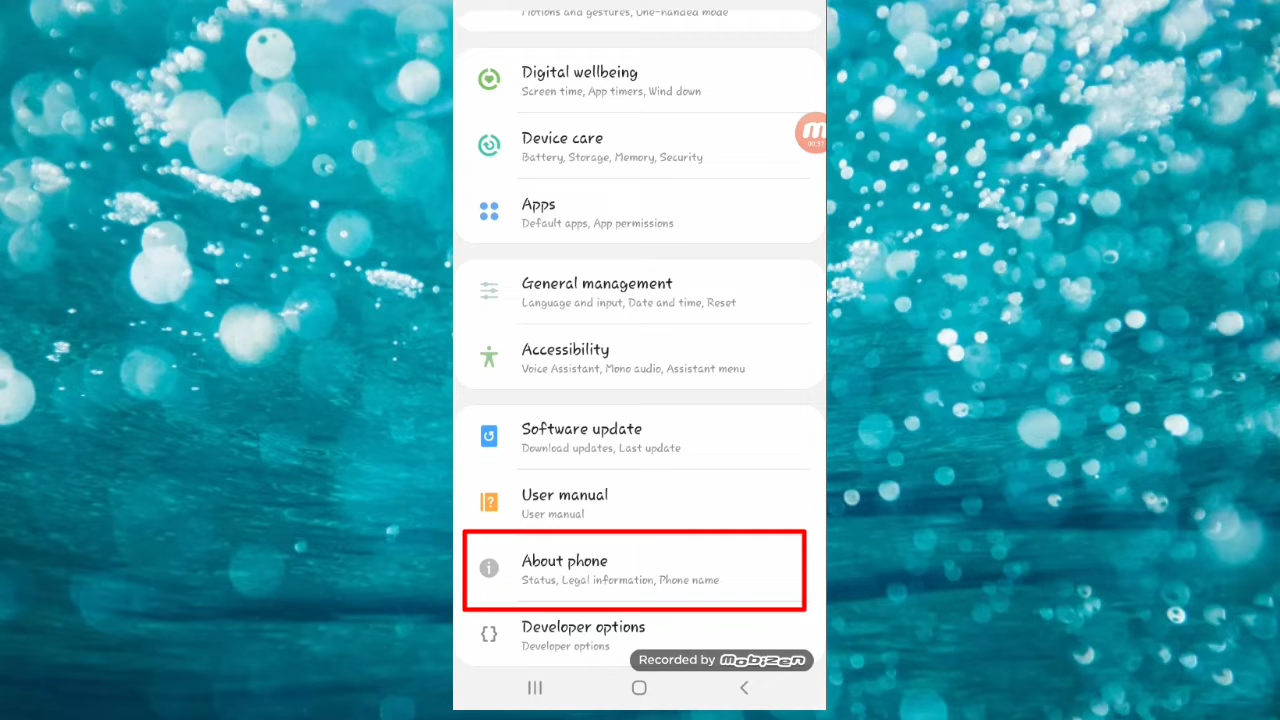 Motions and gestures, One-handed mode
Digital wellbeing
Screen time, App timers, Wind down
Device care
Battery, Storage, Memory, Security
00:57
Apps
Default apps, App permissions
General management
Language and input, Date and time, Reset
Accessibility
Voice Assistant, Mono audio, Assistant menu
Software update
Download updates, Last update
User manual
User manual
About phone
Status, Legal information, Phone name
Developer options
Developer options
Recorded by Mobizen